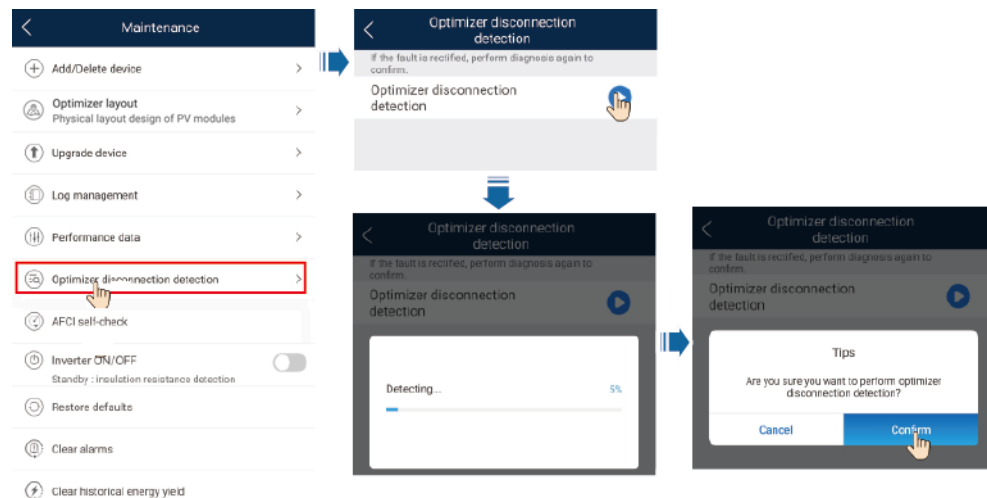 Maintenance
Add/Delete device
Optimizer layout
Physical layout design of PV modules
Upgrade device
Log management
Performance data
Optimizer disconnection detection
AFCI self-check
Inverter ON/OFF
Standby : insulation resistance detection
Restore defaults
Clear alarms
Clear historical energy yield
Optimizer disconnection
detection
If the fault is rectified, perform diagnosis again to
confirm.
Optimizer disconnection
detection
Optimizer disconnection
detection
If the fault is rectified, perform diagnosis again to
confirm.
Optimizer disconnection
detection
Detecting... 5%
Optimizer disconnection
detection
If the fault is rectified, perform diagnosis again to
confirm.
Optimizer disconnection
detection
Tips
Are you sure you want to perform optimizer
disconnection detection?
Cancel Confirm